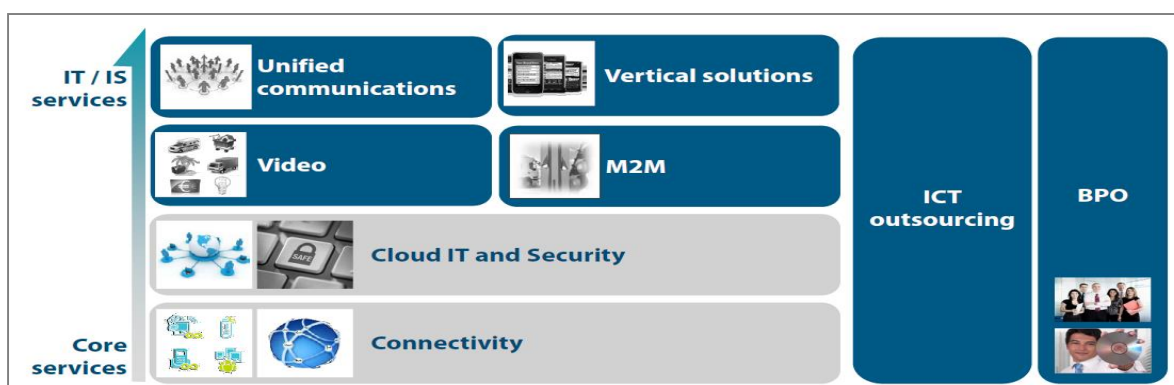 IT / IS
services
Unified
communications
Vertical solutions
Video
M2M
ICT
outsourcing
BPO
Cloud IT and Security
SAFE
Connectivity
Core
services